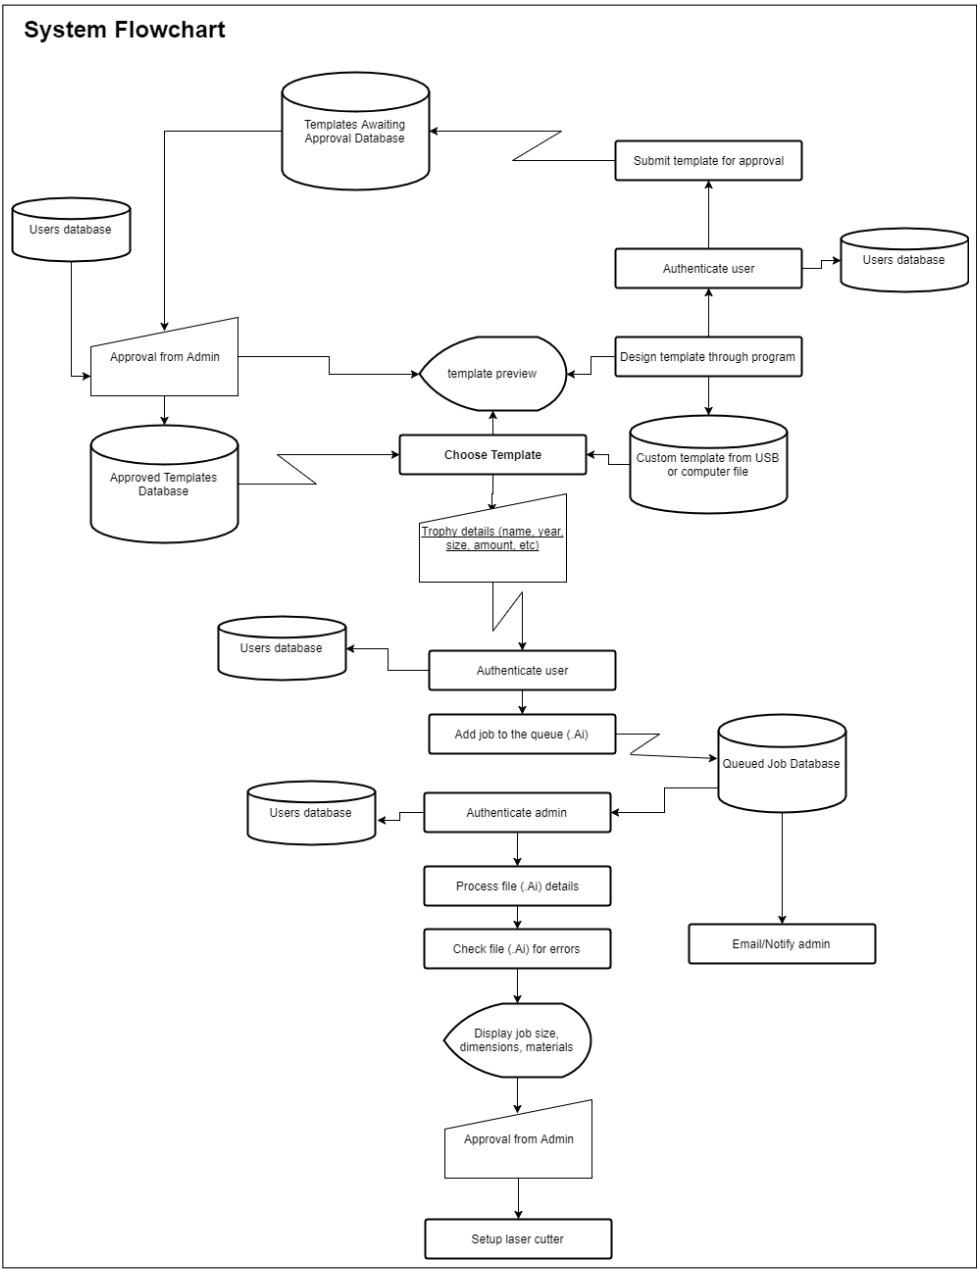 System Flowchart
Templates Awaiting
Approval Database
Submit template for approval
Users database
Authenticate user
Users database
Approval from Admin
template preview
Design template through program
Choose Template
Custom template from USB
or computer file
Approved Templates
Database
Trophy details (name, year,
size, amount, etc)
Users database
Authenticate user
Add job to the queue (.Ai)
Queued Job Database
Users database
Authenticate admin
Process file (.Ai) details
Check file (.Ai) for errors
Email/Notify admin
Display job size,
dimensions, materials
Approval from Admin
Setup laser cutter